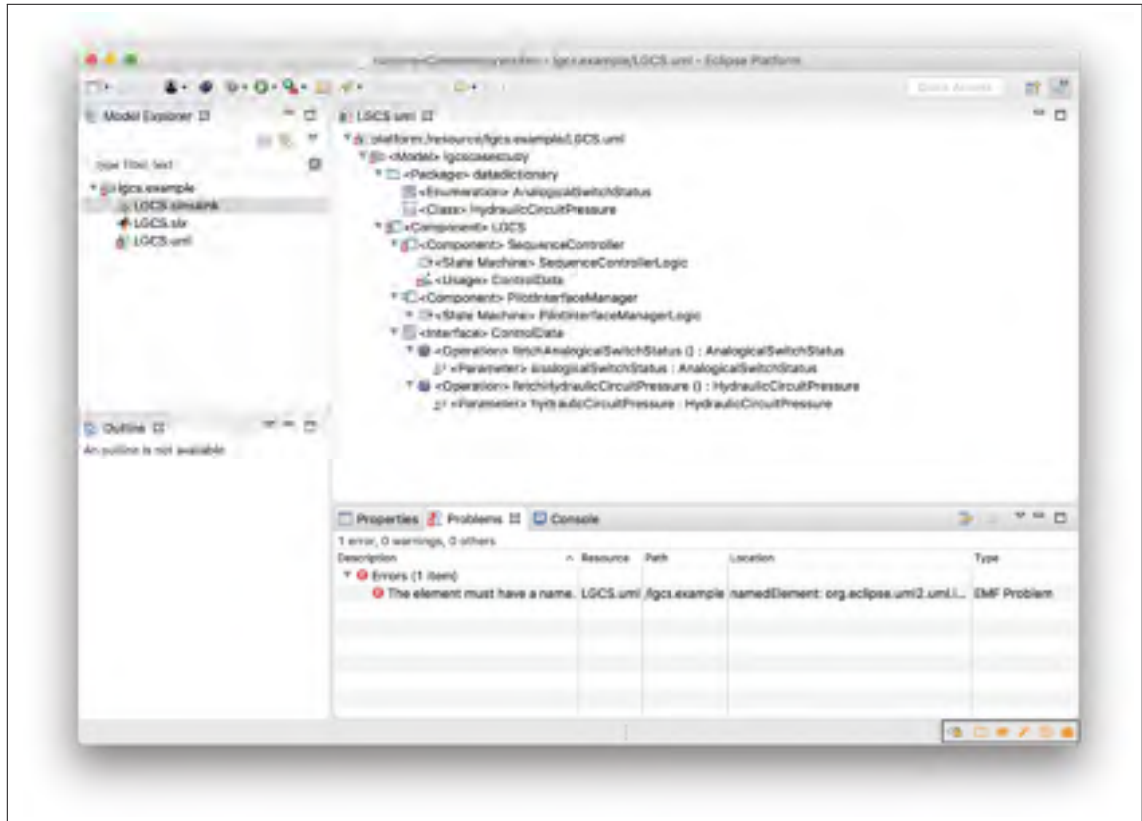 lgcs.example/LGCS.uml - Eclipse Platform
Quick Access
Model Explorer
type filter text
lgcs.example
LGCS.simulink
LGCS.slx
LGCS.uml
Outline
An outline is not available.
LGCS.uml
platform:/resource/lgcs.example/LGCS.uml
<Model> lgcscasestudy
<Package> datadictionary
<Enumeration> AnalogicalSwitchStatus
<Class> HydraulicCircuitPressure
<Component> LGCS
<Component> SequenceController
<State Machine> SequenceControllerLogic
<Usage> ControlData
<Component> PilotInterfaceManager
<State Machine> PilotInterfaceManagerLogic
<Interface> ControlData
<Operation> fetchAnalogicalSwitchStatus () : AnalogicalSwitchStatus
<Parameter> analogicalSwitchStatus : AnalogicalSwitchStatus
<Operation> fetchHydraulicCircuitPressure () : HydraulicCircuitPressure
<Parameter> hydraulicCircuitPressure : HydraulicCircuitPressure
Properties Problems Console
1 error, 0 warnings, 0 others
Description Resource Path Location Type
Errors (1 item)
The element must have a name. LGCS.uml /lgcs.example namedElement: org.eclipse.uml2.uml.i... EMF Problem